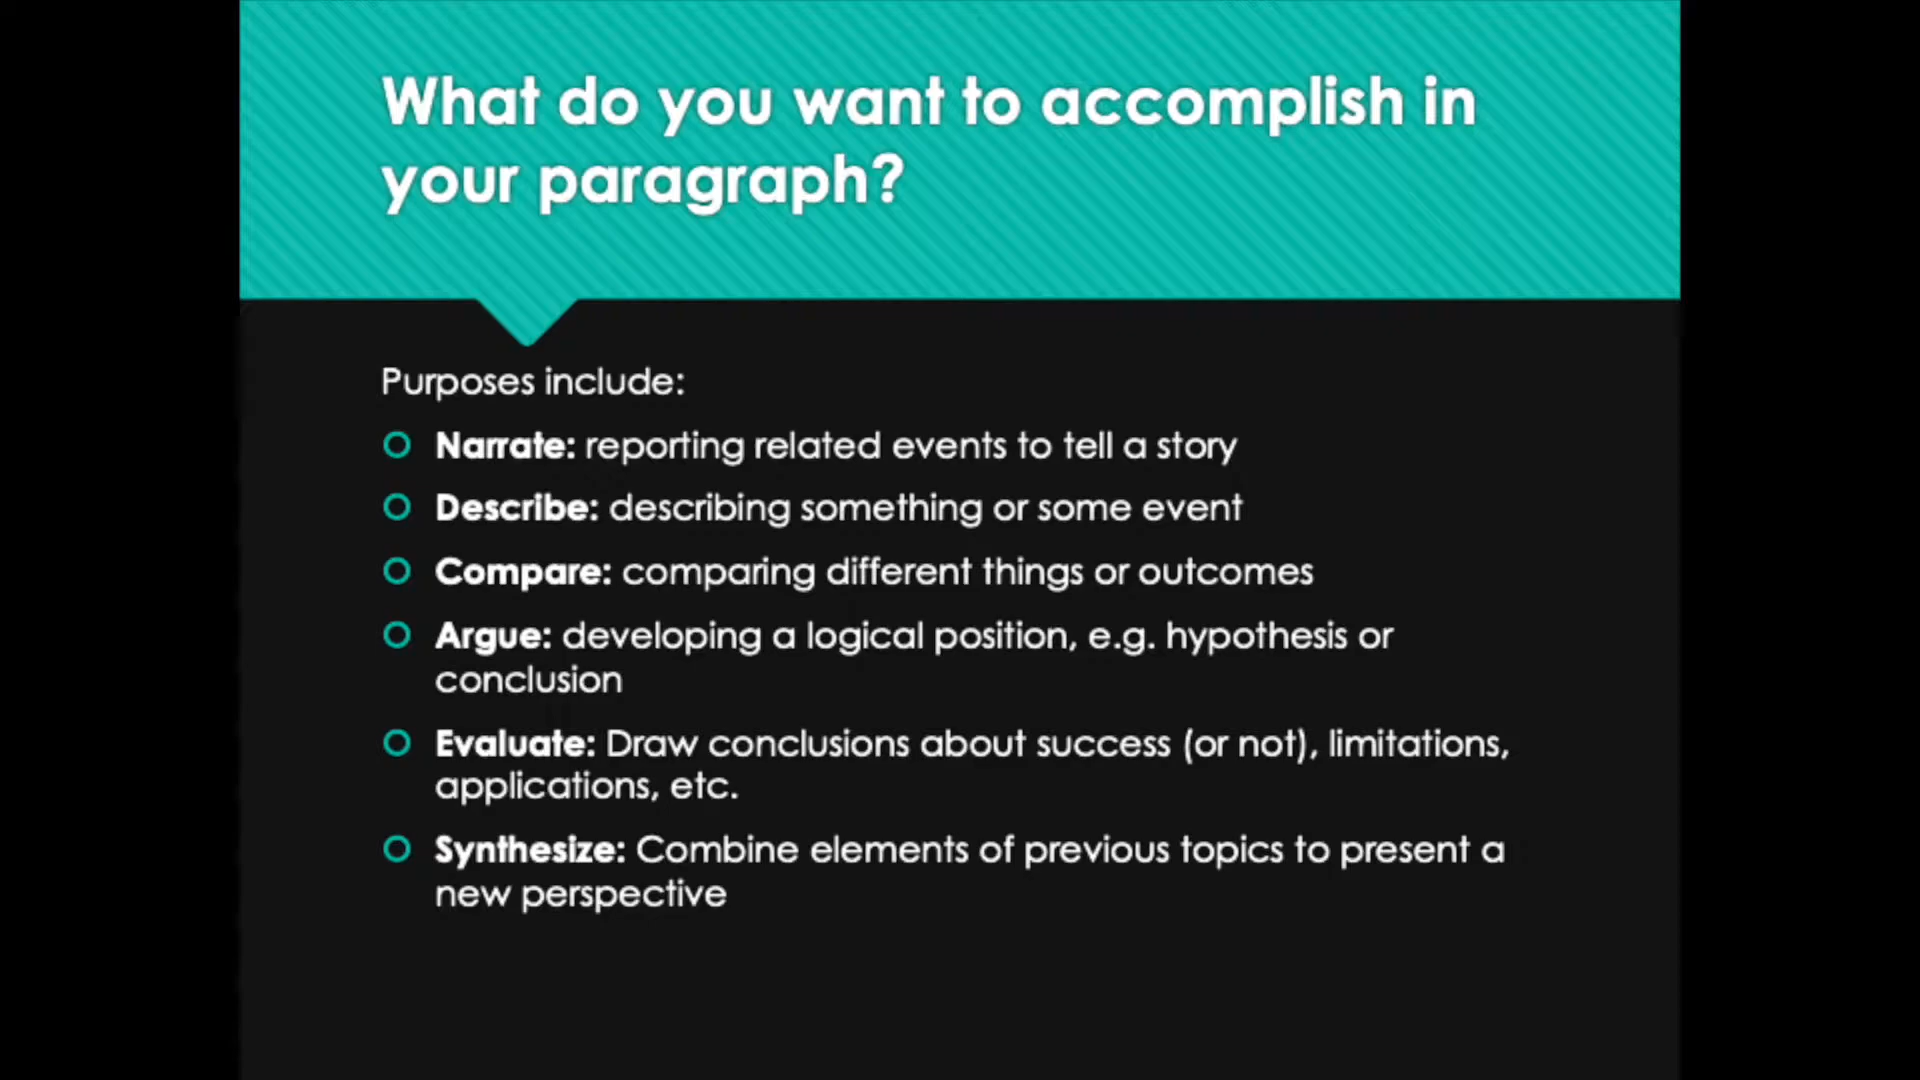 What do you want to accomplish in
your paragraph?
Purposes include:
Narrate: reporting related events to tell a story
Describe: describing something or some event
Compare: comparing different things or outcomes
Argue: developing a logical position, e.g. hypothesis or
conclusion
Evaluate: Draw conclusions about success (or not), limitations,
applications, etc.
Synthesize: Combine elements of previous topics to present a
new perspective